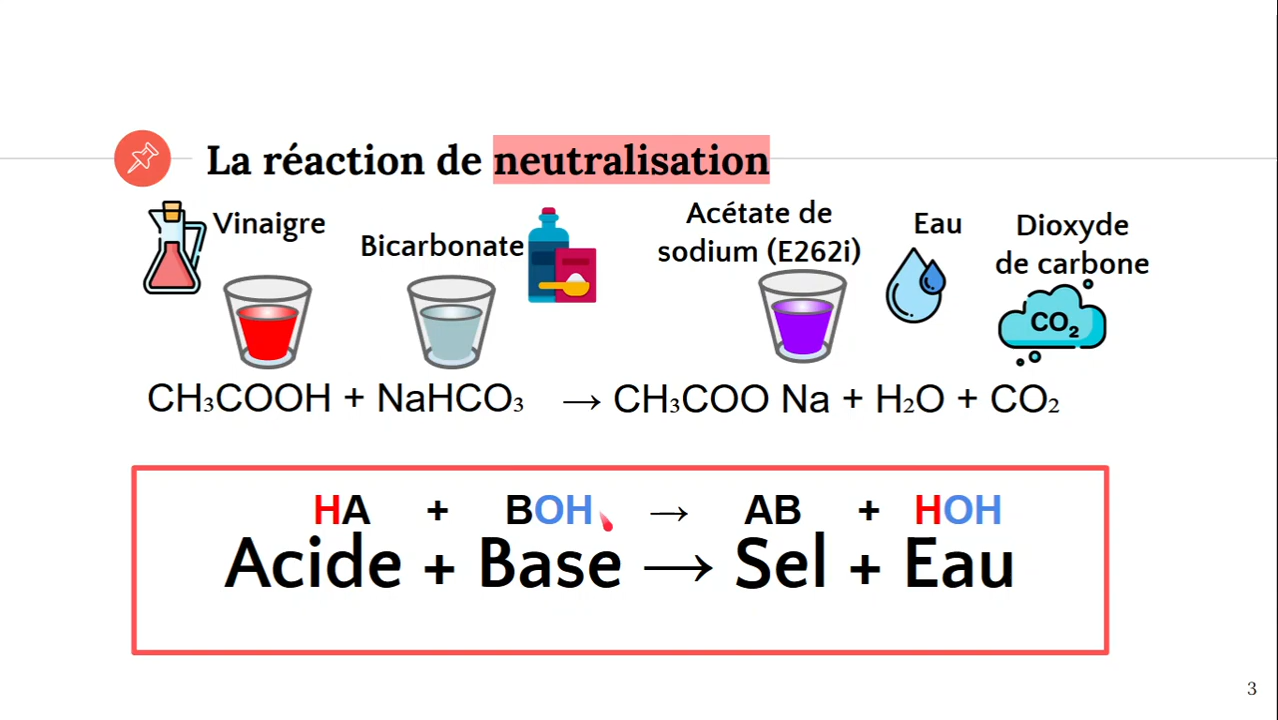 La réaction de neutralisation
Vinaigre
Bicarbonate
Acétate de
sodium (E262i)
Eau
Dioxyde
de carbone
CO₂
CH₃COOH + NaHCO₃ → CH₃COO Na + H₂O + CO₂
HA + BOH → AB + HOH
Acide + Base → Sel + Eau
3